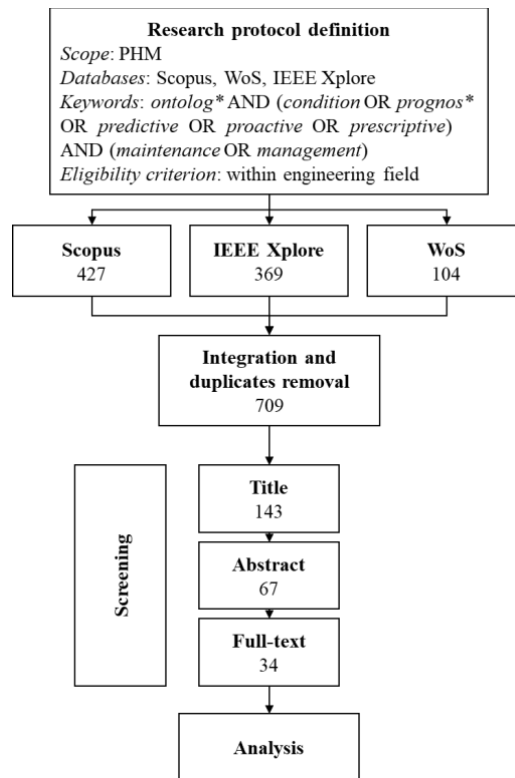 Research protocol definition
Scope: PHM
Databases: Scopus, WoS, IEEE Xplore
Keywords: ontolog* AND (condition OR prognos*
OR predictive OR proactive OR prescriptive)
AND (maintenance OR management)
Eligibility criterion: within engineering field
Scopus
427
IEEE Xplore
369
WoS
104
Integration and
duplicates removal
709
Screening
Title
143
Abstract
67
Full-text
34
Analysis